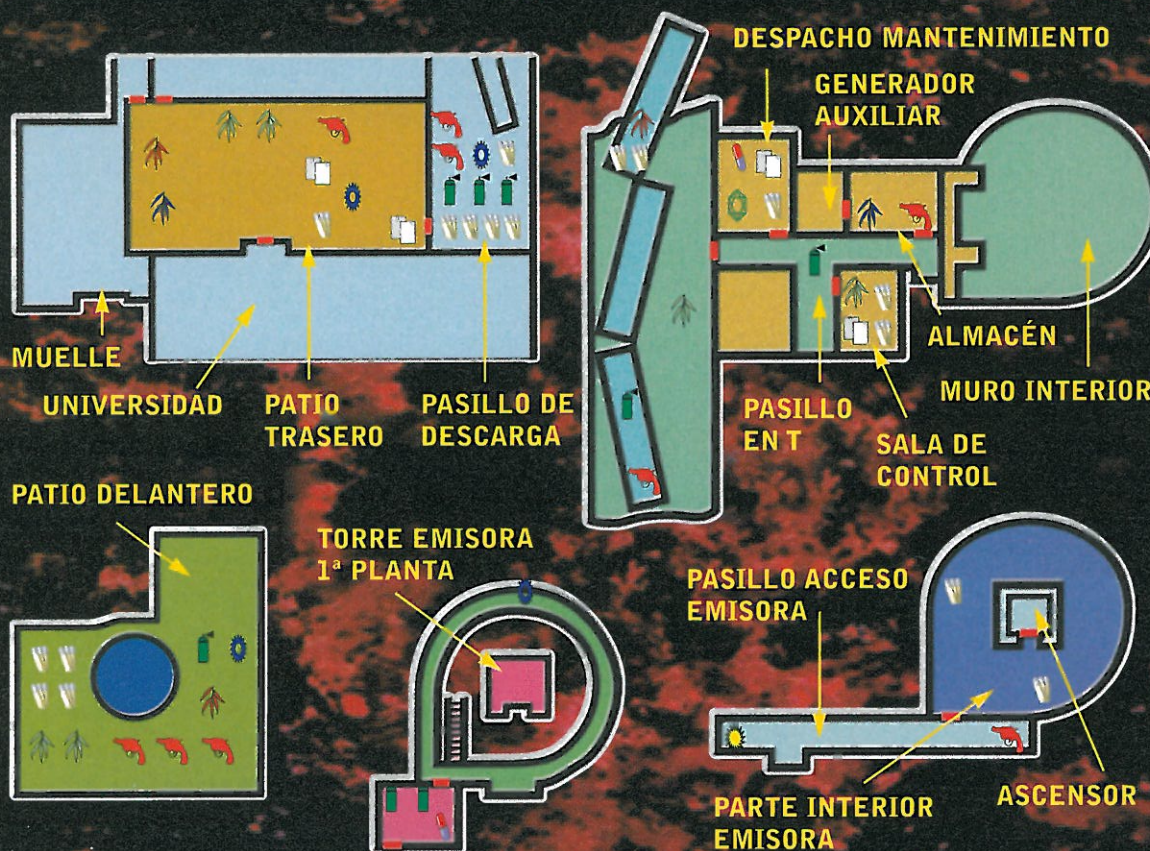 DESPACHO MANTENIMIENTO
GENERADOR
AUXILIAR
MUELLE
UNIVERSIDAD
PATIO
TRASERO
PASILLO DE
DESCARGA
PASILLO
EN T
SALA DE
CONTROL
ALMACÉN
MURO INTERIOR
PATIO DELANTERO
TORRE EMISORA
1ª PLANTA
PASILLO ACCESO
EMISORA
PARTE INTERIOR
EMISORA
ASCENSOR